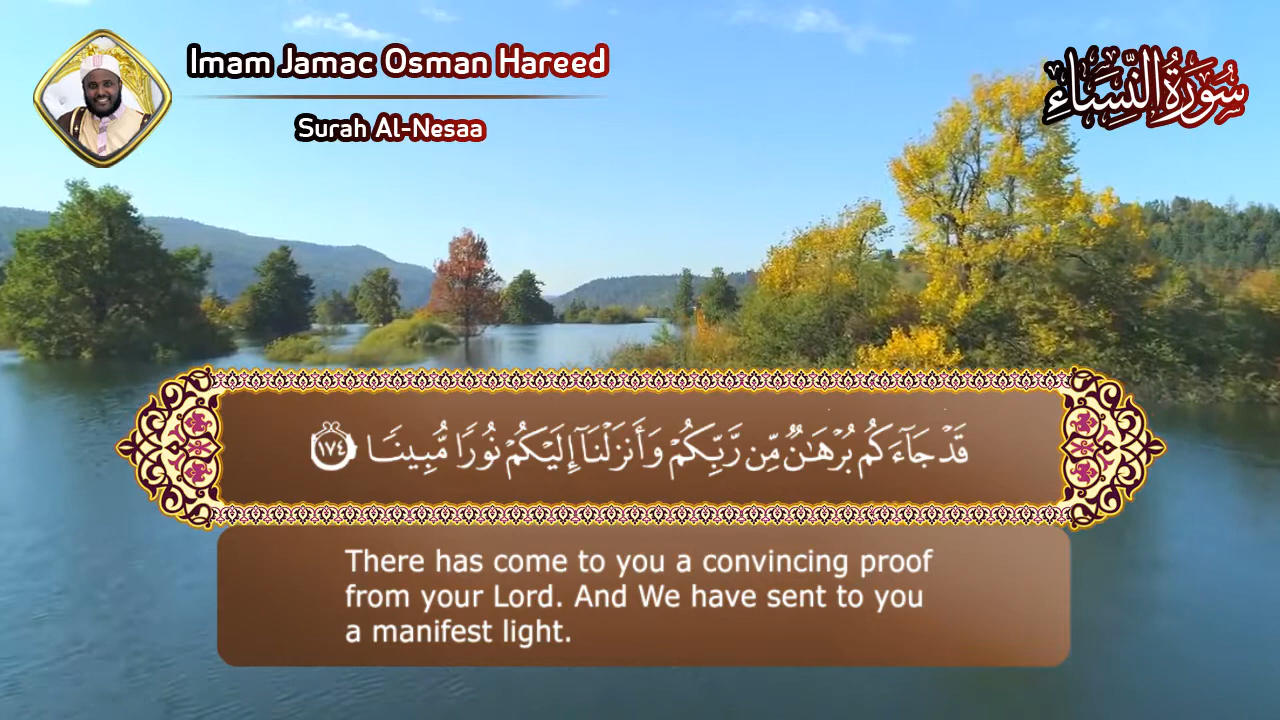 Imam Jamac Osman Hareed
Surah Al-Nesaa
سُورَةُ النِّسَاءِ
قَدْ جَآءَكُم بُرْهَـٰنٌ مِّن رَّبِّكُمْ وَأَنزَلْنَآ إِلَيْكُمْ نُورًا مُّبِينًا ١٧٤
There has come to you a convincing proof
from your Lord. And We have sent to you
a manifest light.